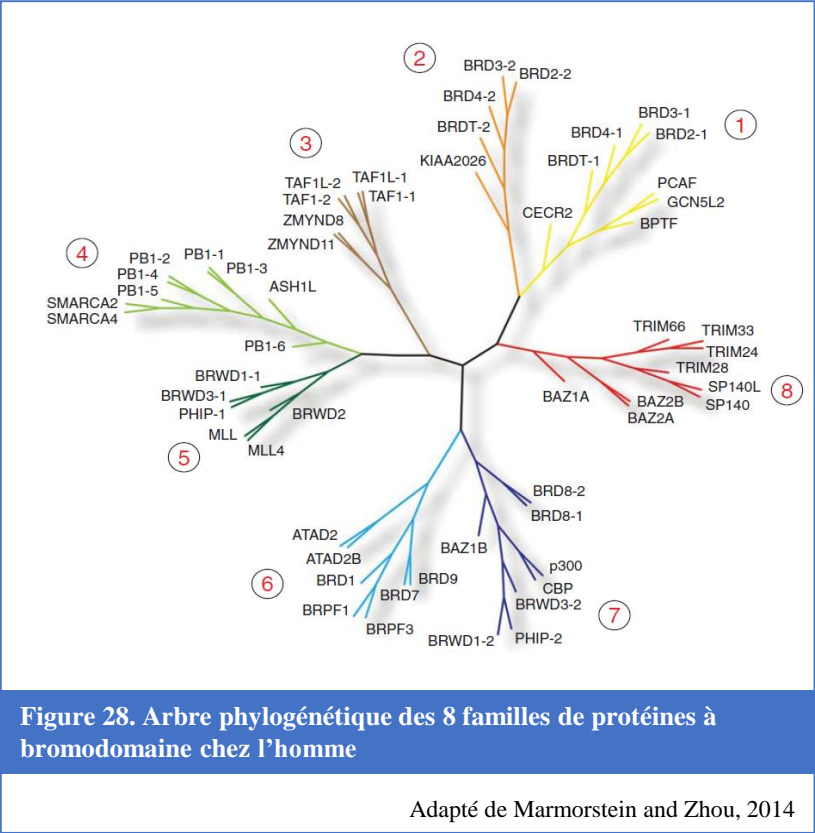 2
BRD3-2
BRD2-2
BRD4-2
BRDT-2
KIAA2026
BRD3-1
1
BRD4-1
BRD2-1
BRDT-1
PCAF
GCN5L2
CECR2
BPTF
3
TAF1L-2
TAF1L-1
TAF1-2
TAF1-1
ZMYND8
ZMYND11
4
PB1-2
PB1-1
PB1-4
PB1-3
PB1-5
ASH1L
SMARCA2
SMARCA4
PB1-6
BRWD1-1
BRWD3-1
PHIP-1
BRWD2
MLL
MLL4
5
TRIM66
TRIM33
TRIM24
TRIM28
SP140L
8
BAZ1A
BAZ2B
SP140
BAZ2A
ATAD2
ATAD2B
BRD1
BRD9
6
BRD7
BRPF1
BRPF3
BRD8-2
BRD8-1
BAZ1B
p300
CBP
BRWD3-2
7
BRWD1-2
PHIP-2
Figure 28. Arbre phylogénétique des 8 familles de protéines à
bromodomaine chez l’homme
Adapté de Marmorstein and Zhou, 2014